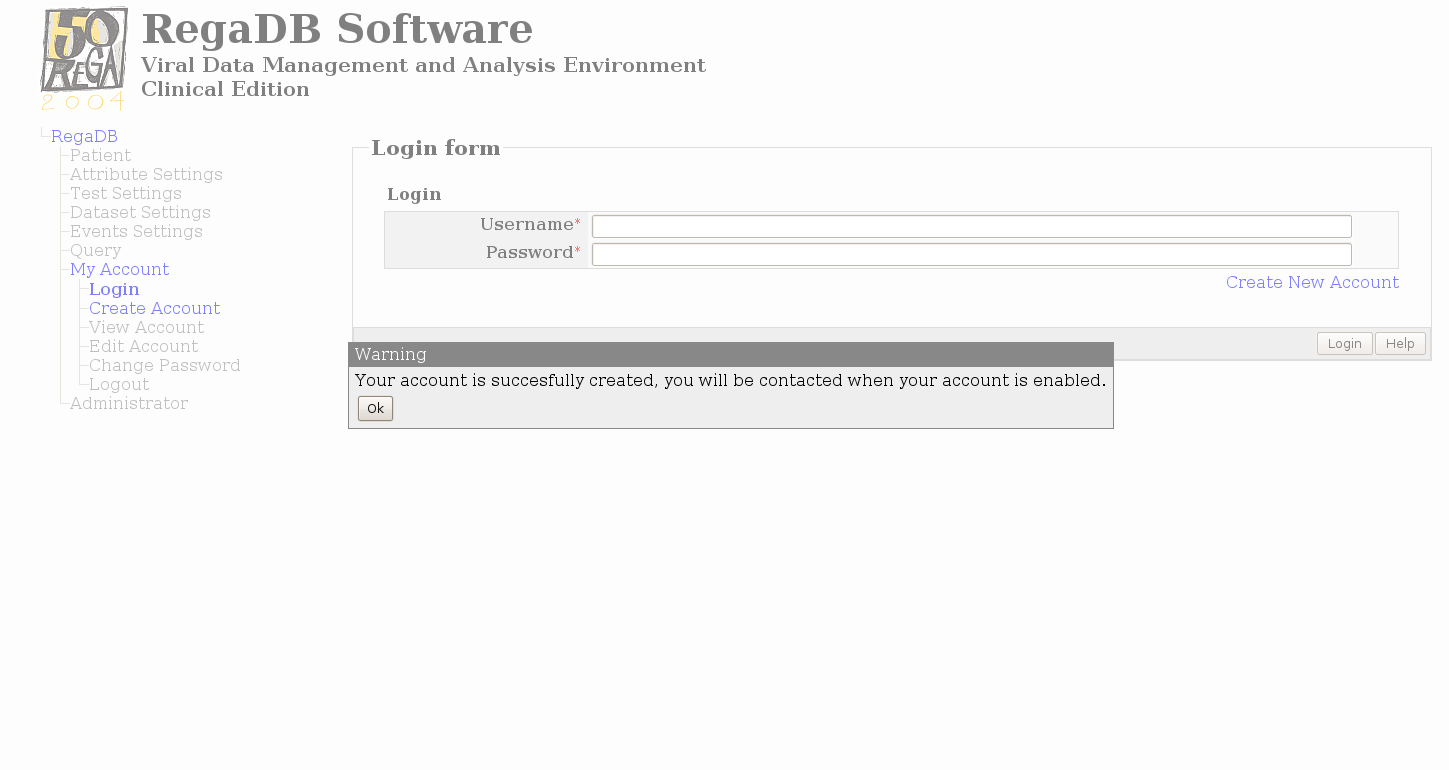 50
REGA
2004
RegaDB Software
Viral Data Management and Analysis Environment
Clinical Edition
RegaDB
Patient
Attribute Settings
Test Settings
Dataset Settings
Events Settings
Query
My Account
Login
Create Account
View Account
Edit Account
Change Password
Logout
Administrator
Login form
Login
Username*
Password*
Create New Account
Login Help
Warning
Your account is succesfully created, you will be contacted when your account is enabled.
Ok